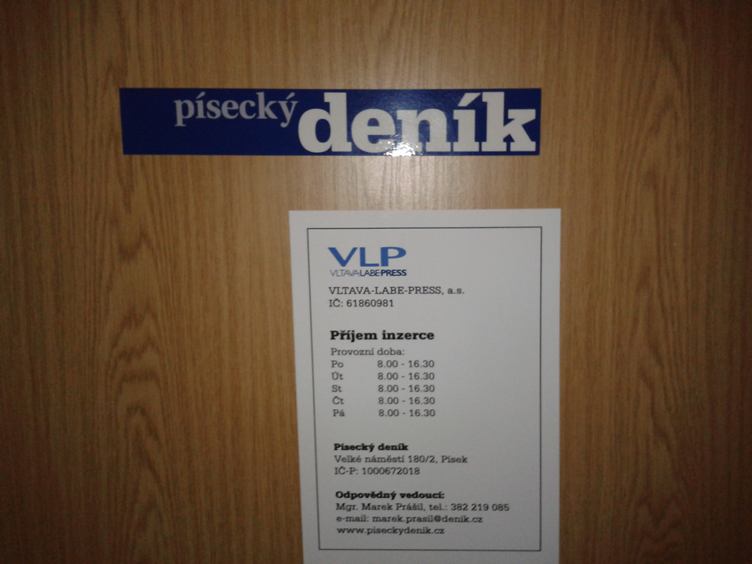 písecký deník
VLP
VLTAVA-LABE-PRESS
VLTAVA-LABE-PRESS, a.s.
IČ: 61860981
Příjem inzerce
Provozní doba:
Po 8.00 - 16.30
Út 8.00 - 16.30
St 8.00 - 16.30
Čt 8.00 - 16.30
Pá 8.00 - 16.30
Písecký deník
Velké náměstí 180/2, Písek
IČ-P: 1000672018
Odpovědný vedoucí:
Mgr. Marek Prášil, tel.: 382 219 085
e-mail: marek.prasil@denik.cz
www.piseckydenik.cz